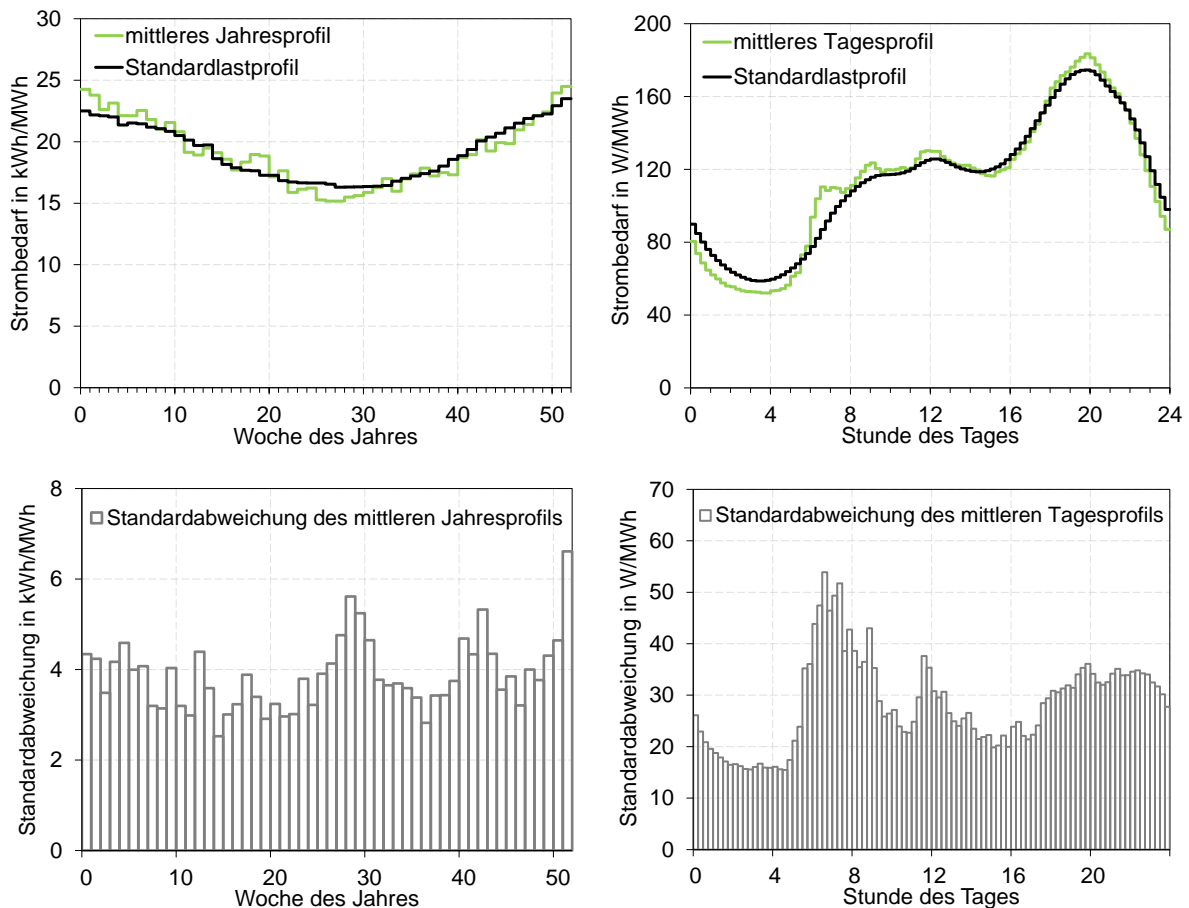 30
25
20
15
10
5
0
Strombedarf in kWh/MWh
mittleres Jahresprofil
Standardlastprofil
0 10 20 30 40 50
Woche des Jahres
200
160
120
80
40
0
Strombedarf in W/MWh
mittleres Tagesprofil
Standardlastprofil
0 4 8 12 16 20 24
Stunde des Tages
8
6
4
2
0
Standardabweichung in kWh/MWh
Standardabweichung des mittleren Jahresprofils
0 10 20 30 40 50
Woche des Jahres
70
60
50
40
30
20
10
0
Standardabweichung in W/MWh
Standardabweichung des mittleren Tagesprofils
0 4 8 12 16 20
Stunde des Tages